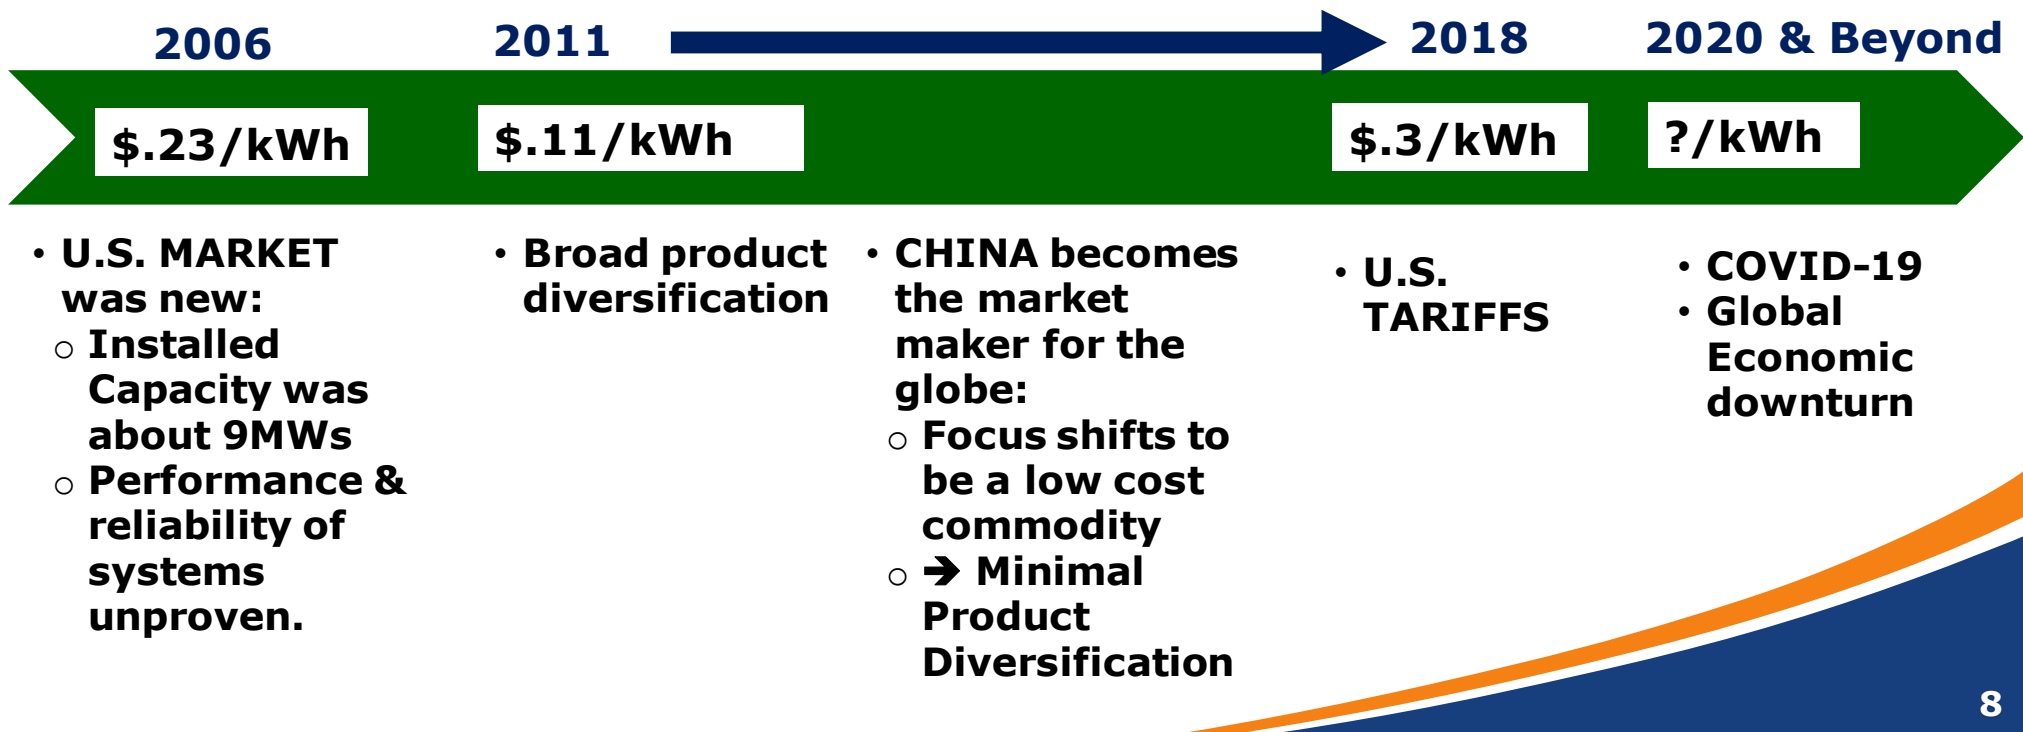 2006
2011
2018
2020 & Beyond
$.23/kWh
$.11/kWh
$.3/kWh
?/kWh
• U.S. MARKET
was new:
o Installed
Capacity was
about 9MWs
o Performance &
reliability of
systems
unproven.
• Broad product
diversification
• CHINA becomes
the market
maker for the
globe:
o Focus shifts to
be a low cost
commodity
o ➔ Minimal
Product
Diversification
• U.S.
TARIFFS
• COVID-19
• Global
Economic
downturn
8